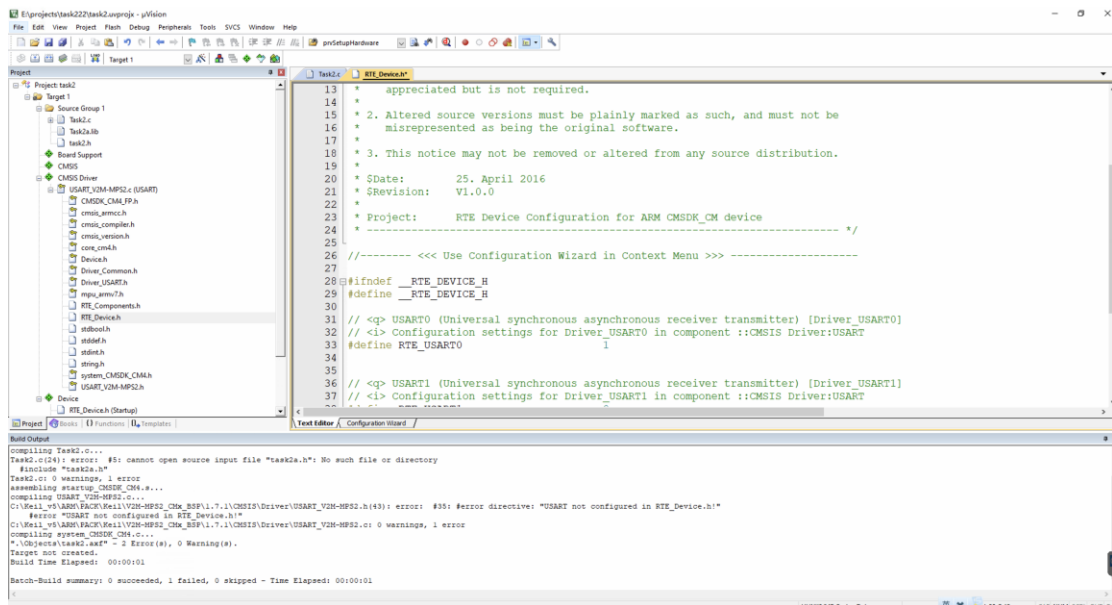 E:\projects\task222\task2.uvprojx - µVision
File Edit View Project Flash Debug Peripherals Tools SVCS Window Help
prvSetupHardware
Target 1
Project
Task2.c RTE_Device.h*
Project: task2
Target 1
Source Group 1
Task2.c
Task2a.lib
task2.h
Board Support
CMSIS
CMSIS Driver
USART_V2M-MPS2.c (USART)
CMSDK_CM4_FP.h
cmsis_armcc.h
cmsis_compiler.h
cmsis_version.h
core_cm4.h
Device.h
Driver_Common.h
Driver_USART.h
mpu_armv7.h
RTE_Components.h
RTE_Device.h
stdbool.h
stddef.h
stdint.h
string.h
system_CMSDK_CM4.h
USART_V2M-MPS2.h
Device
RTE_Device.h (Startup)
Project Books Functions Templates
13 * appreciated but is not required.
14 *
15 * 2. Altered source versions must be plainly marked as such, and must not be
16 * misrepresented as being the original software.
17 *
18 * 3. This notice may not be removed or altered from any source distribution.
19 *
20 * $Date: 25. April 2016
21 * $Revision: V1.0.0
22 *
23 * Project: RTE Device Configuration for ARM CMSDK_CM device
24 * -------------------------------------------------------------------------- */
25
26 //-------- <<< Use Configuration Wizard in Context Menu >>> --------------------
27
28 #ifndef __RTE_DEVICE_H
29 #define __RTE_DEVICE_H
30
31 // <q> USART0 (Universal synchronous asynchronous receiver transmitter) [Driver_USART0]
32 // <i> Configuration settings for Driver_USART0 in component ::CMSIS Driver:USART
33 #define RTE_USART0 1
34
35
36 // <q> USART1 (Universal synchronous asynchronous receiver transmitter) [Driver_USART1]
37 // <i> Configuration settings for Driver_USART1 in component ::CMSIS Driver:USART
Text Editor Configuration Wizard
Build Output
compiling Task2.c...
Task2.c(24): error: #5: cannot open source input file "task2a.h": No such file or directory
#include "task2a.h"
Task2.c: 0 warnings, 1 error
assembling startup_CMSDK_CM4.s...
compiling USART_V2M-MPS2.c...
C:\Keil_v5\ARM\PACK\Keil\V2M-MPS2_CMx_BSP\1.7.1\CMSIS\Driver\USART_V2M-MPS2.h(43): error: #35: #error directive: "USART not configured in RTE_Device.h!"
#error "USART not configured in RTE_Device.h!"
C:\Keil_v5\ARM\PACK\Keil\V2M-MPS2_CMx_BSP\1.7.1\CMSIS\Driver\USART_V2M-MPS2.c: 0 warnings, 1 error
compiling system_CMSDK_CM4.c...
".\Objects\task2.axf" - 2 Error(s), 0 Warning(s).
Target not created.
Build Time Elapsed: 00:00:01
Batch-Build summary: 0 succeeded, 1 failed, 0 skipped - Time Elapsed: 00:00:01